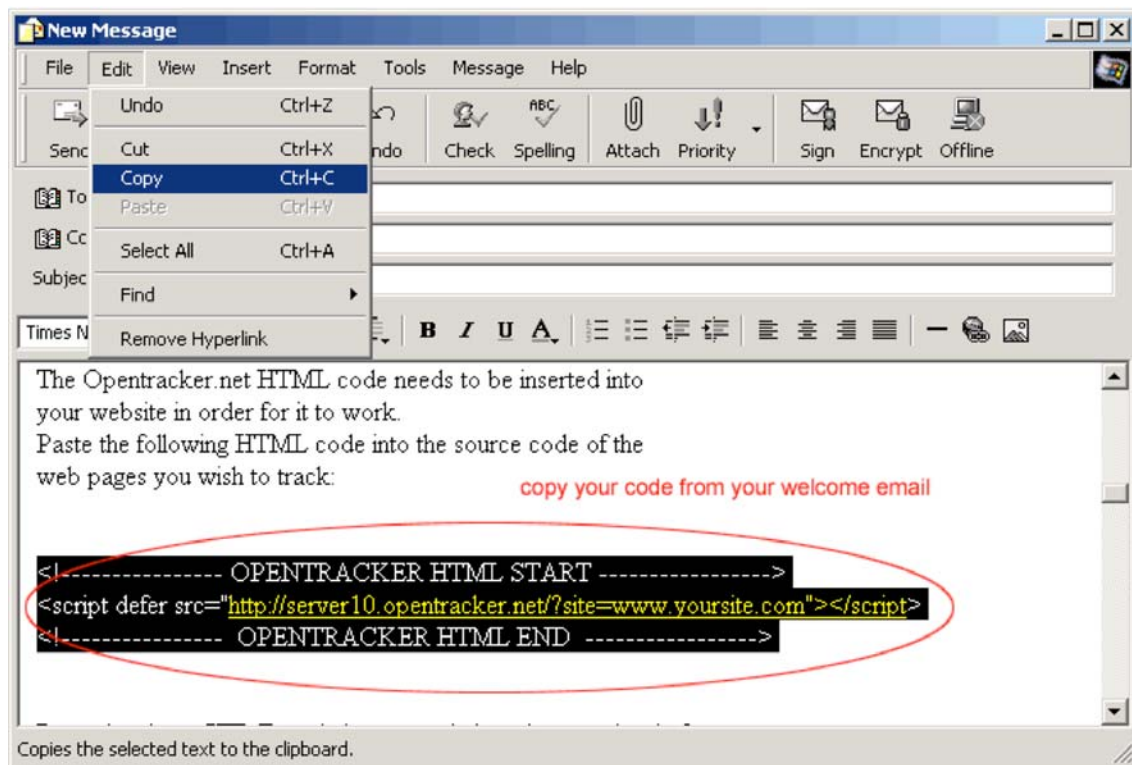 New Message
File Edit View Insert Format Tools Message Help
Undo Ctrl+Z
Cut Ctrl+X
Copy Ctrl+C
Paste Ctrl+V
Select All Ctrl+A
Find
Remove Hyperlink
Check Spelling Attach Priority Sign Encrypt Offline
To
Cc
Subjec
Times N
B I U A
The Opentracker.net HTML code needs to be inserted into
your website in order for it to work.
Paste the following HTML code into the source code of the
web pages you wish to track:
copy your code from your welcome email
<!----------------- OPENTRACKER HTML START ----------------->
<script defer src="http://server10.opentracker.net/?site=www.yoursite.com"></script>
<!----------------- OPENTRACKER HTML END ----------------->
Copies the selected text to the clipboard.